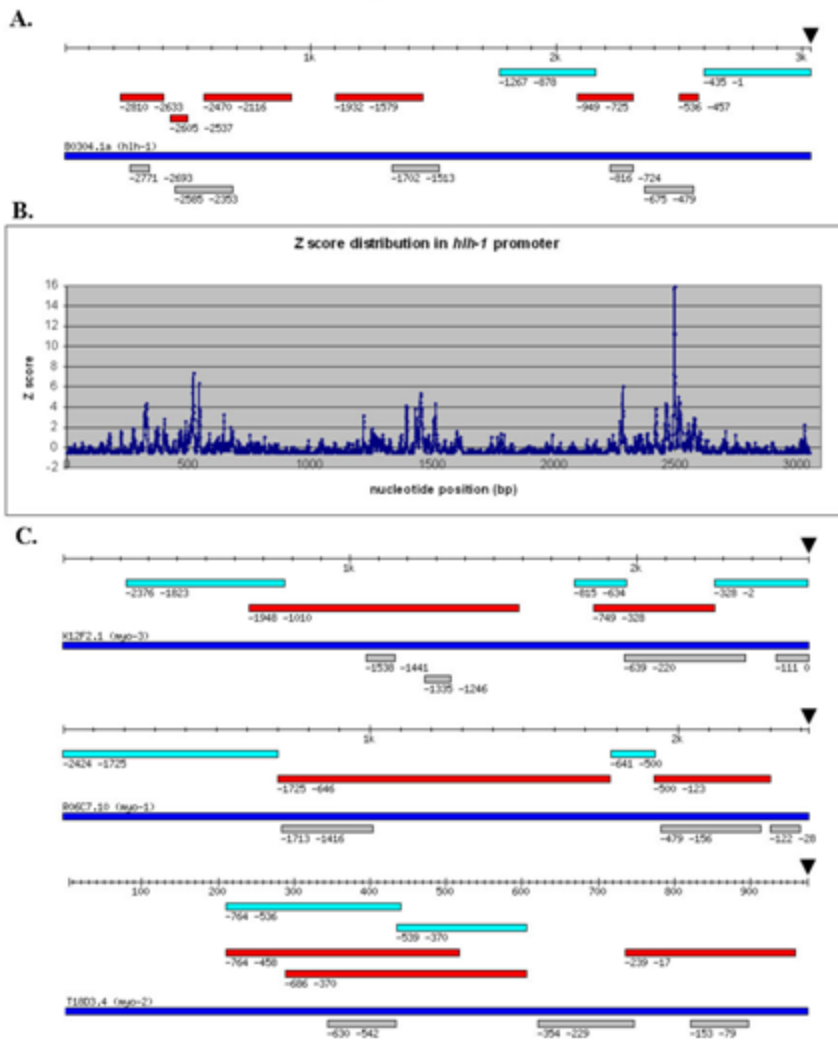 A.
1k 2k 3k
-1267 -878 -435 -1
-2810 -2633 -2470 -2116 -1932 -1579 -949 -725 -536 -457
-2605 -2537
B0304.1a (hlh-1)
-2771 -2693 -1702 -1513 -816 -724
-2585 -2353 -675 -479
B.
Z score distribution in hlh-1 promoter
16
14
12
10
8
6
4
2
0
-2
Z score
0 500 1000 1500 2000 2500 3000
nucleotide position (bp)
C.
1k 2k
-2376 -1823 -815 -634 -328 -2
-1948 -1010 -749 -328
K12F2.1 (myo-3)
-1538 -1441 -639 -220 -111 0
-1335 -1246
1k 2k
-2424 -1725 -641 -500
-1725 -646 -500 -123
R06C7.10 (myo-1)
-1713 -1416 -479 -156 -122 -28
100 200 300 400 500 600 700 800 900
-764 -536
-539 -370
-764 -458 -239 -17
-686 -370
T18D3.4 (myo-2)
-630 -542 -354 -229 -153 -79